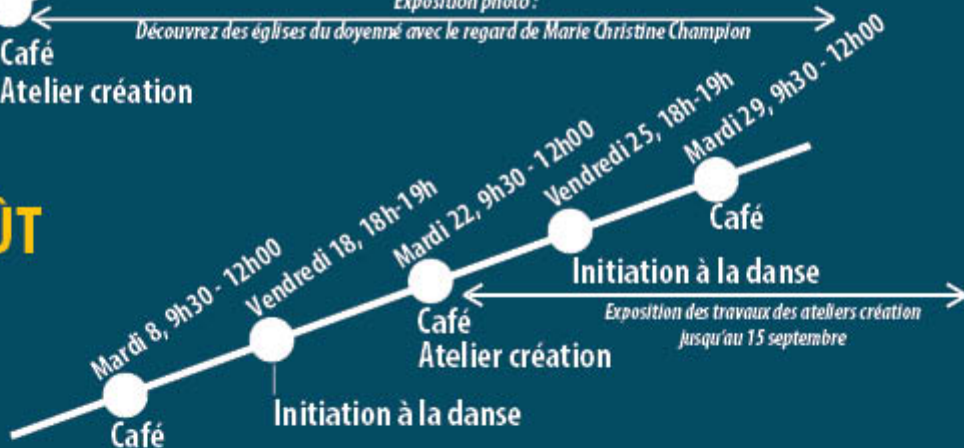 Exposition photo :
Découvrez des églises du doyenné avec le regard de Marie Christine Champion
Café
Atelier création
ÛT
Mardi 8, 9h30 - 12h00
Café
Vendredi 18, 18h-19h
Initiation à la danse
Mardi 22, 9h30 - 12h00
Café
Atelier création
Vendredi 25, 18h-19h
Initiation à la danse
Mardi 29, 9h30 - 12h00
Café
Exposition des travaux des ateliers création
jusqu'au 15 septembre